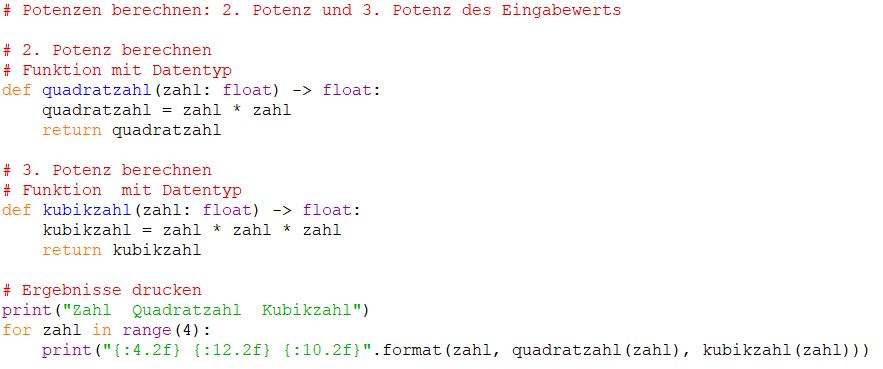 # Potenzen berechnen: 2. Potenz und 3. Potenz des Eingabewerts
# 2. Potenz berechnen
# Funktion mit Datentyp
def quadratzahl(zahl: float) -> float:
    quadratzahl = zahl * zahl
    return quadratzahl
# 3. Potenz berechnen
# Funktion  mit Datentyp
def kubikzahl(zahl: float) -> float:
    kubikzahl = zahl * zahl * zahl
    return kubikzahl
# Ergebnisse drucken
print("Zahl  Quadratzahl  Kubikzahl")
for zahl in range(4):
    print("{:4.2f} {:12.2f} {:10.2f}".format(zahl, quadratzahl(zahl), kubikzahl(zahl)))